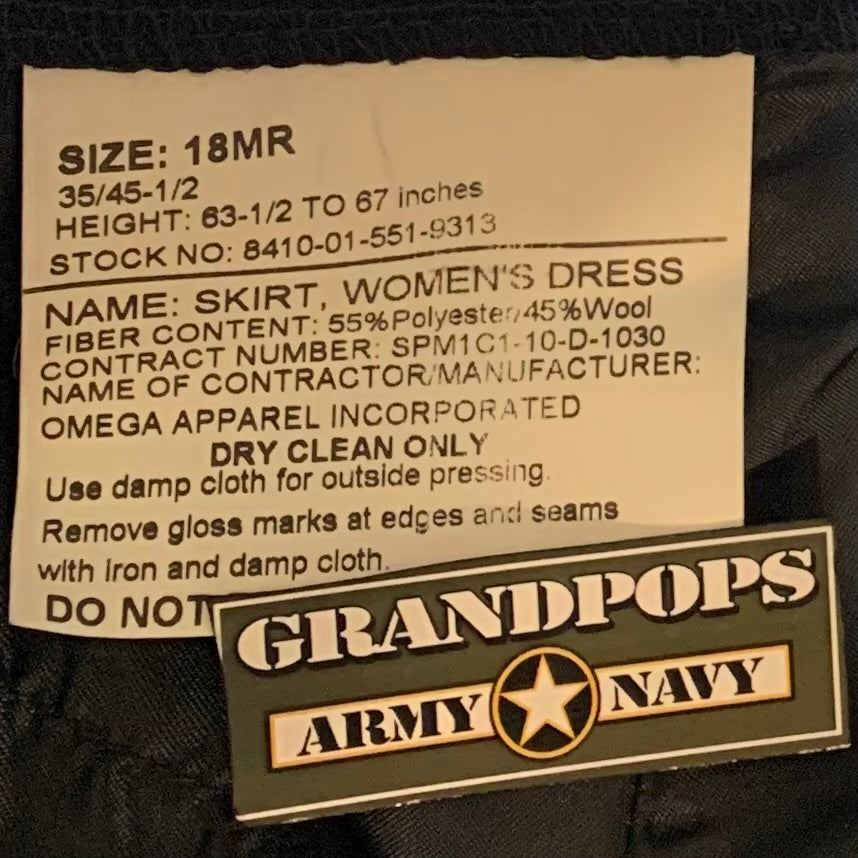 SIZE: 18MR
35/45-1/2
HEIGHT: 63-1/2 TO 67 inches
STOCK NO: 8410-01-551-9313
NAME: SKIRT, WOMEN'S DRESS
FIBER CONTENT: 55%Polyester/45%Wool
CONTRACT NUMBER: SPM1C1-10-D-1030
NAME OF CONTRACTOR/MANUFACTURER:
OMEGA APPAREL INCORPORATED
DRY CLEAN ONLY
Use damp cloth for outside pressing.
Remove gloss marks at edges and seams
with iron and damp cloth.
DO NOT
GRANDPOPS
ARMY NAVY